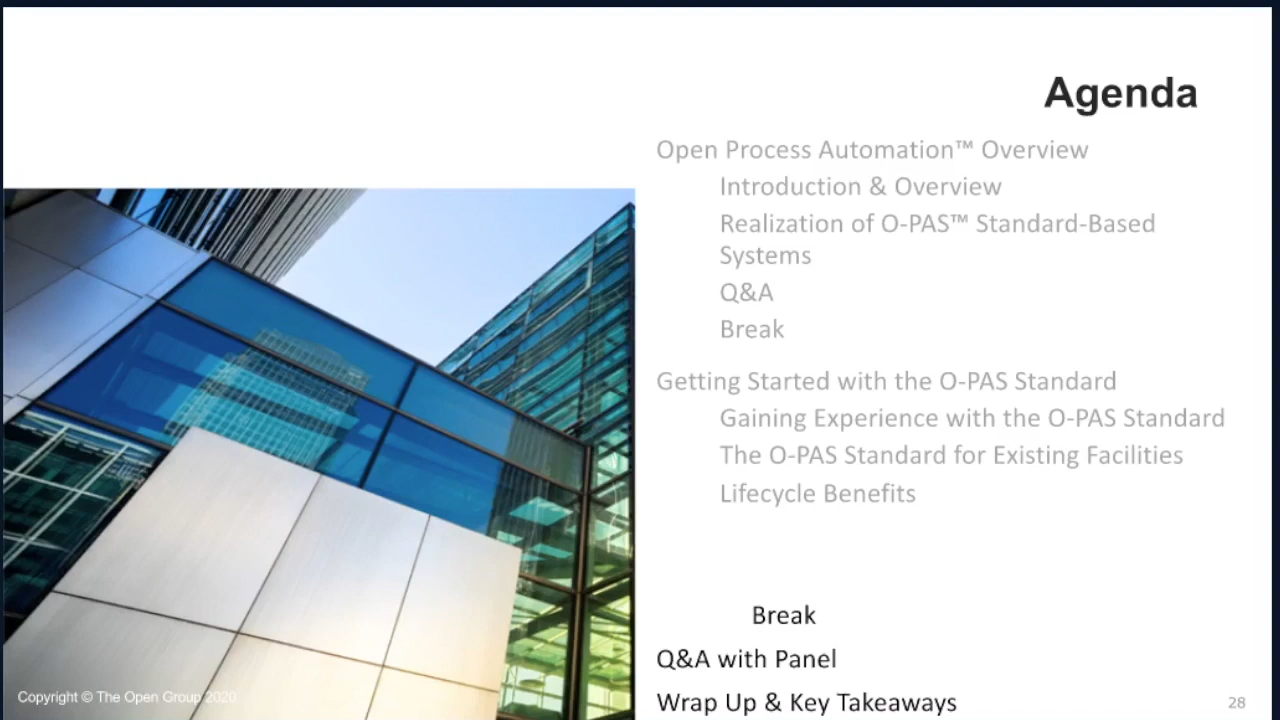 Agenda
Open Process Automation™ Overview
Introduction & Overview
Realization of O-PAS™ Standard-Based
Systems
Q&A
Break
Getting Started with the O-PAS Standard
Gaining Experience with the O-PAS Standard
The O-PAS Standard for Existing Facilities
Lifecycle Benefits
Break
Q&A with Panel
Wrap Up & Key Takeaways
Copyright © The Open Group 2020
28